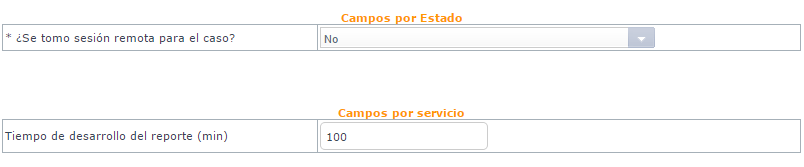 Campos por Estado
* ¿Se tomo sesión remota para el caso? No
Campos por servicio
Tiempo de desarrollo del reporte (min) 100